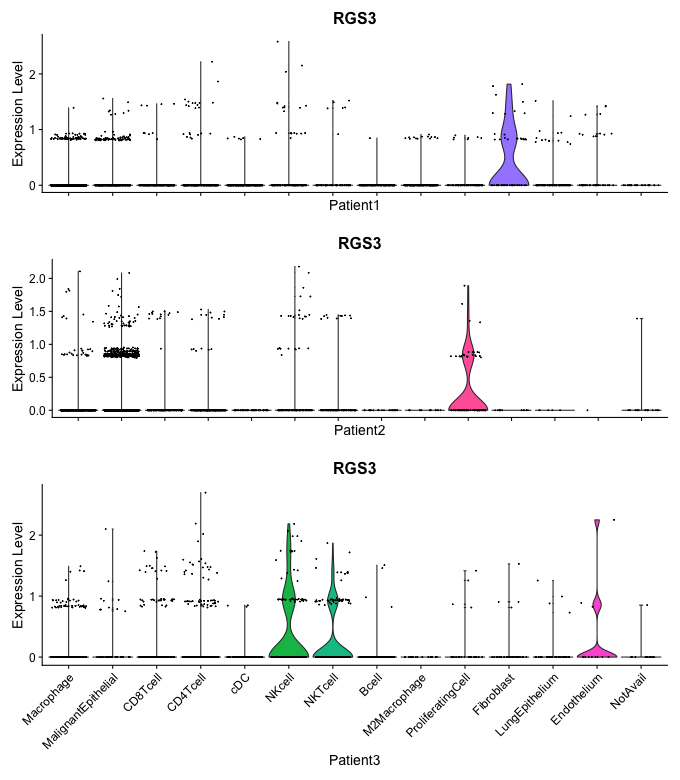 RGS3
Expression Level
2
1
0
Patient1
RGS3
Expression Level
2.0
1.5
1.0
0.5
0.0
Patient2
RGS3
Expression Level
2
1
0
Macrophage
MalignantEpithelial
CD8Tcell
CD4Tcell
cDC
NKcell
NKTcell
Bcell
M2Macrophage
ProliferatingCell
Fibroblast
LungEpithelium
Endothelium
NotAvail
Patient3